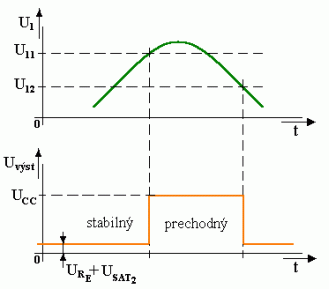 U1
U11
U12
0
t
Uvýst
UCC
stabilný
prechodný
0
t
URE+USAT2